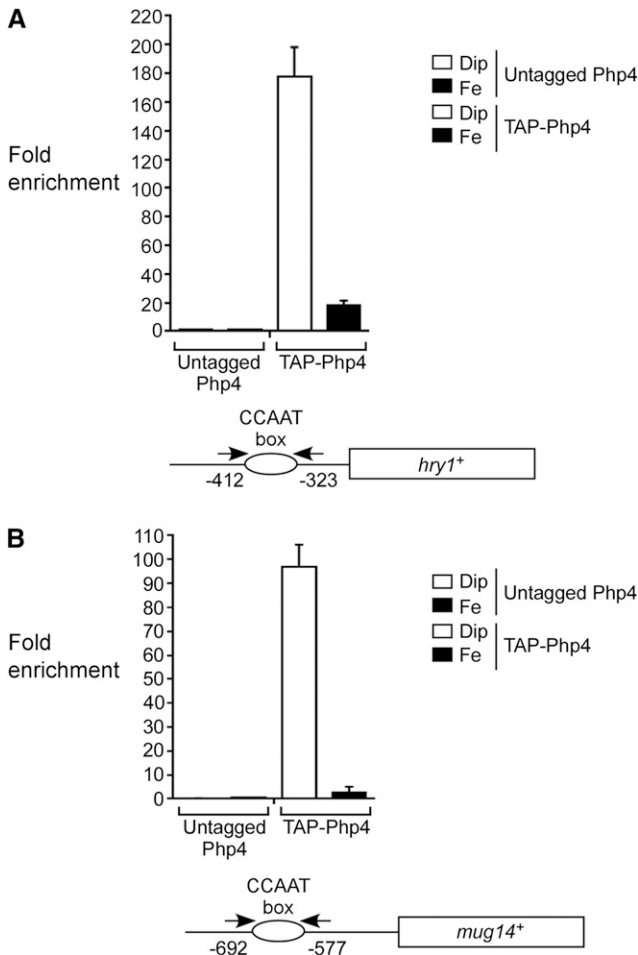 A
220
200
180
160
140
120
100
80
60
40
20
0
Fold
enrichment
Dip
Fe
Untagged Php4
Dip
Fe
TAP-Php4
Untagged
Php4
TAP-Php4
CCAAT
box
-412
-323
hry1+
B
110
100
90
80
70
60
50
40
30
20
10
0
Fold
enrichment
Dip
Fe
Untagged Php4
Dip
Fe
TAP-Php4
Untagged
Php4
TAP-Php4
CCAAT
box
-692
-577
mug14+